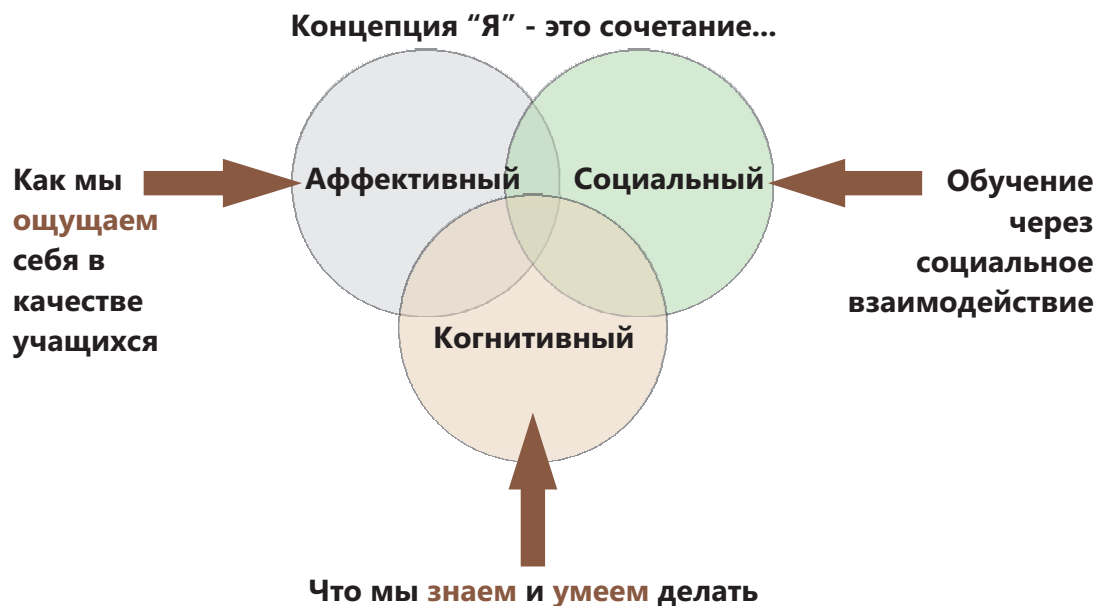 Концепция “Я” - это сочетание...
Аффективный
Социальный
Как мы
ощущаем
себя в
качестве
учащихся
Обучение
через
социальное
взаимодействие
Когнитивный
Что мы знаем и умеем делать